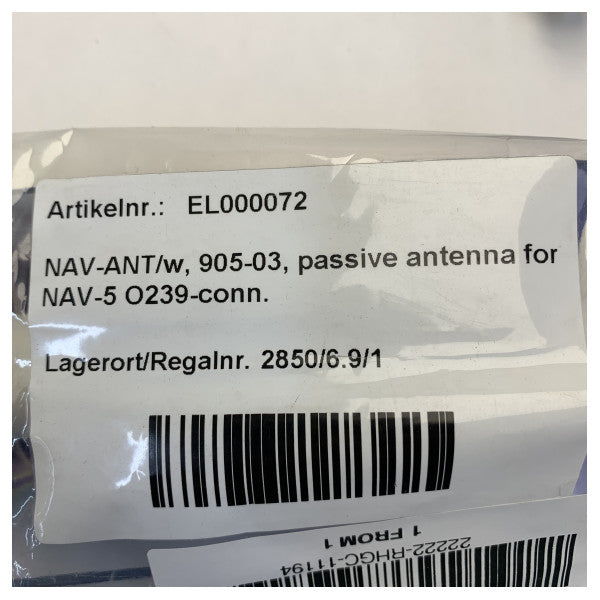 Artikelnr.: EL000072
NAV-ANT/w, 905-03, passive antenna for
NAV-5 O239-conn.
Lagerort/Regalnr. 2850/6.9/1
1 FROM 1
22222-RHGC-11194